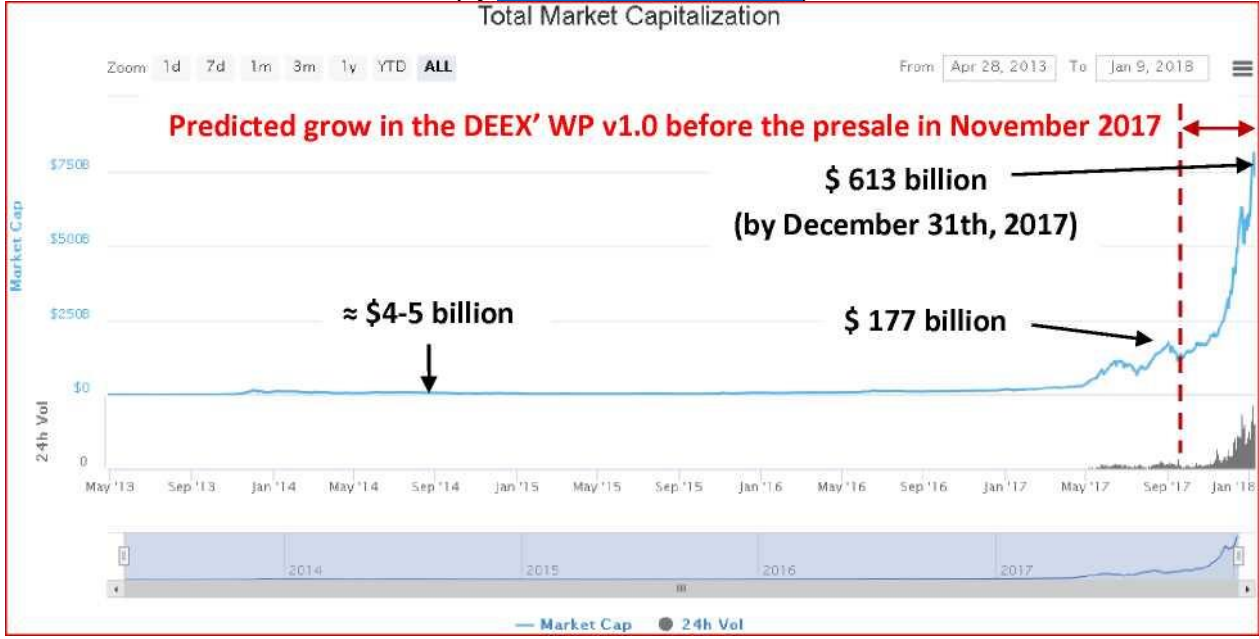 Total Market Capitalization
Zoom 1d 7d 1m 3m 1y YTD ALL
From Apr 28, 2013 To Jan 9, 2018
Predicted grow in the DEEX' WP v1.0 before the presale in November 2017
$750B
$ 613 billion
(by December 31th, 2017)
$500B
Market Cap
$250B
≈ $4-5 billion
$ 177 billion
$0
24h Vol
0
May '13 Sep '13 Jan '14 May '14 Sep '14 Jan '15 May '15 Sep '15 Jan '16 May '16 Sep '16 Jan '17 May '17 Sep '17 Jan '18
2014 2015 2016 2017
Market Cap 24h Vol